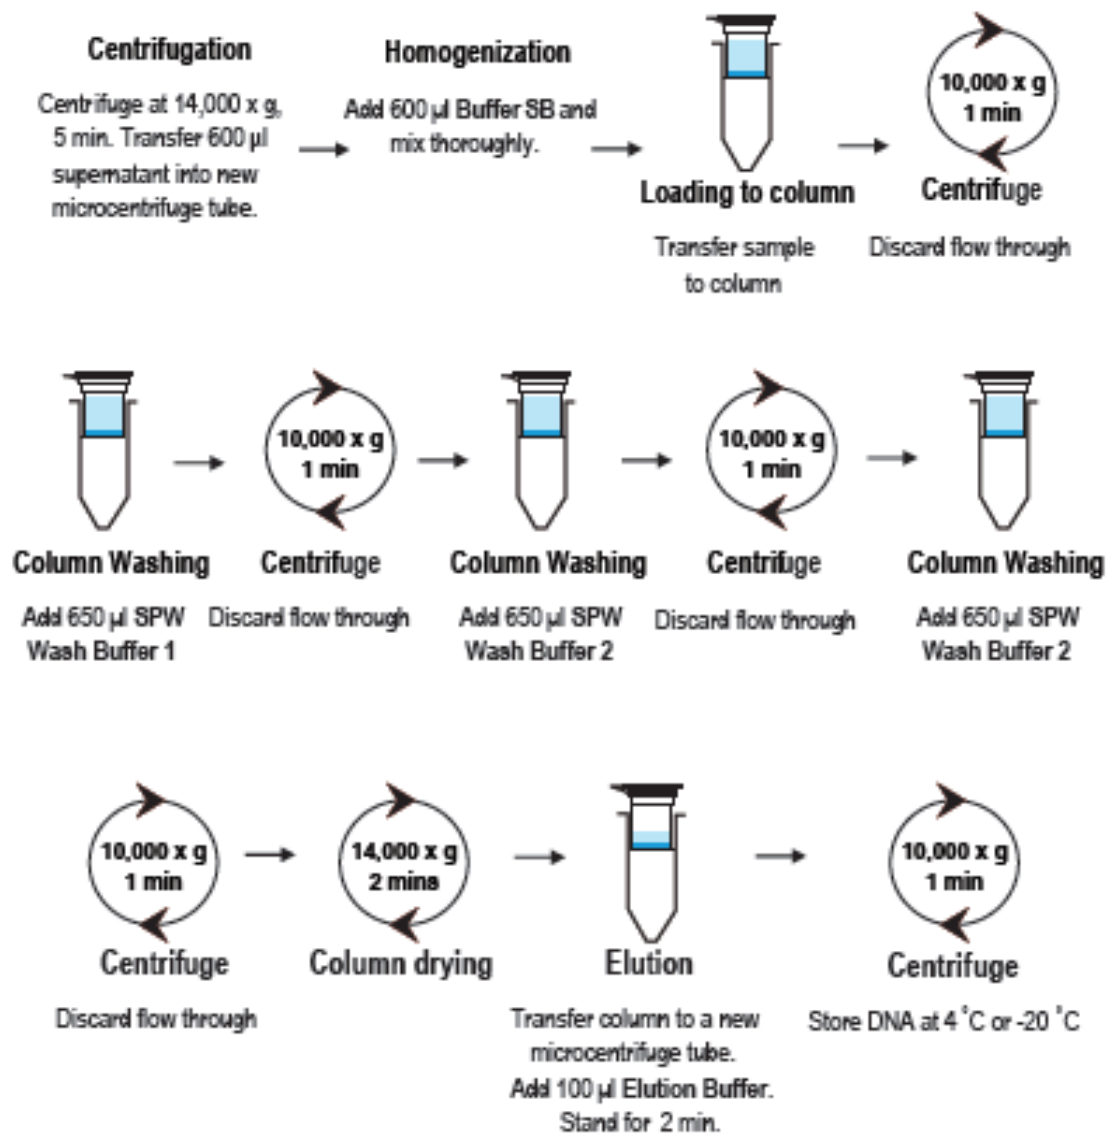 Centrifugation
Centrifuge at 14,000 x g,
5 min. Transfer 600 µl
supernatant into new
microcentrifuge tube.
Homogenization
Add 600 µl Buffer SB and
mix thoroughly.
Loading to column
Transfer sample
to column
10,000 x g
1 min
Centrifuge
Discard flow through
Column Washing
Add 650 µl SPW
Wash Buffer 1
10,000 x g
1 min
Centrifuge
Discard flow through
Column Washing
Add 650 µl SPW
Wash Buffer 2
10,000 x g
1 min
Centrifuge
Discard flow through
Column Washing
Add 650 µl SPW
Wash Buffer 2
10,000 x g
1 min
Centrifuge
Discard flow through
14,000 x g
2 mins
Column drying
Elution
Transfer column to a new
microcentrifuge tube.
Add 100 µl Elution Buffer.
Stand for 2 min.
10,000 x g
1 min
Centrifuge
Store DNA at 4 °C or -20 °C